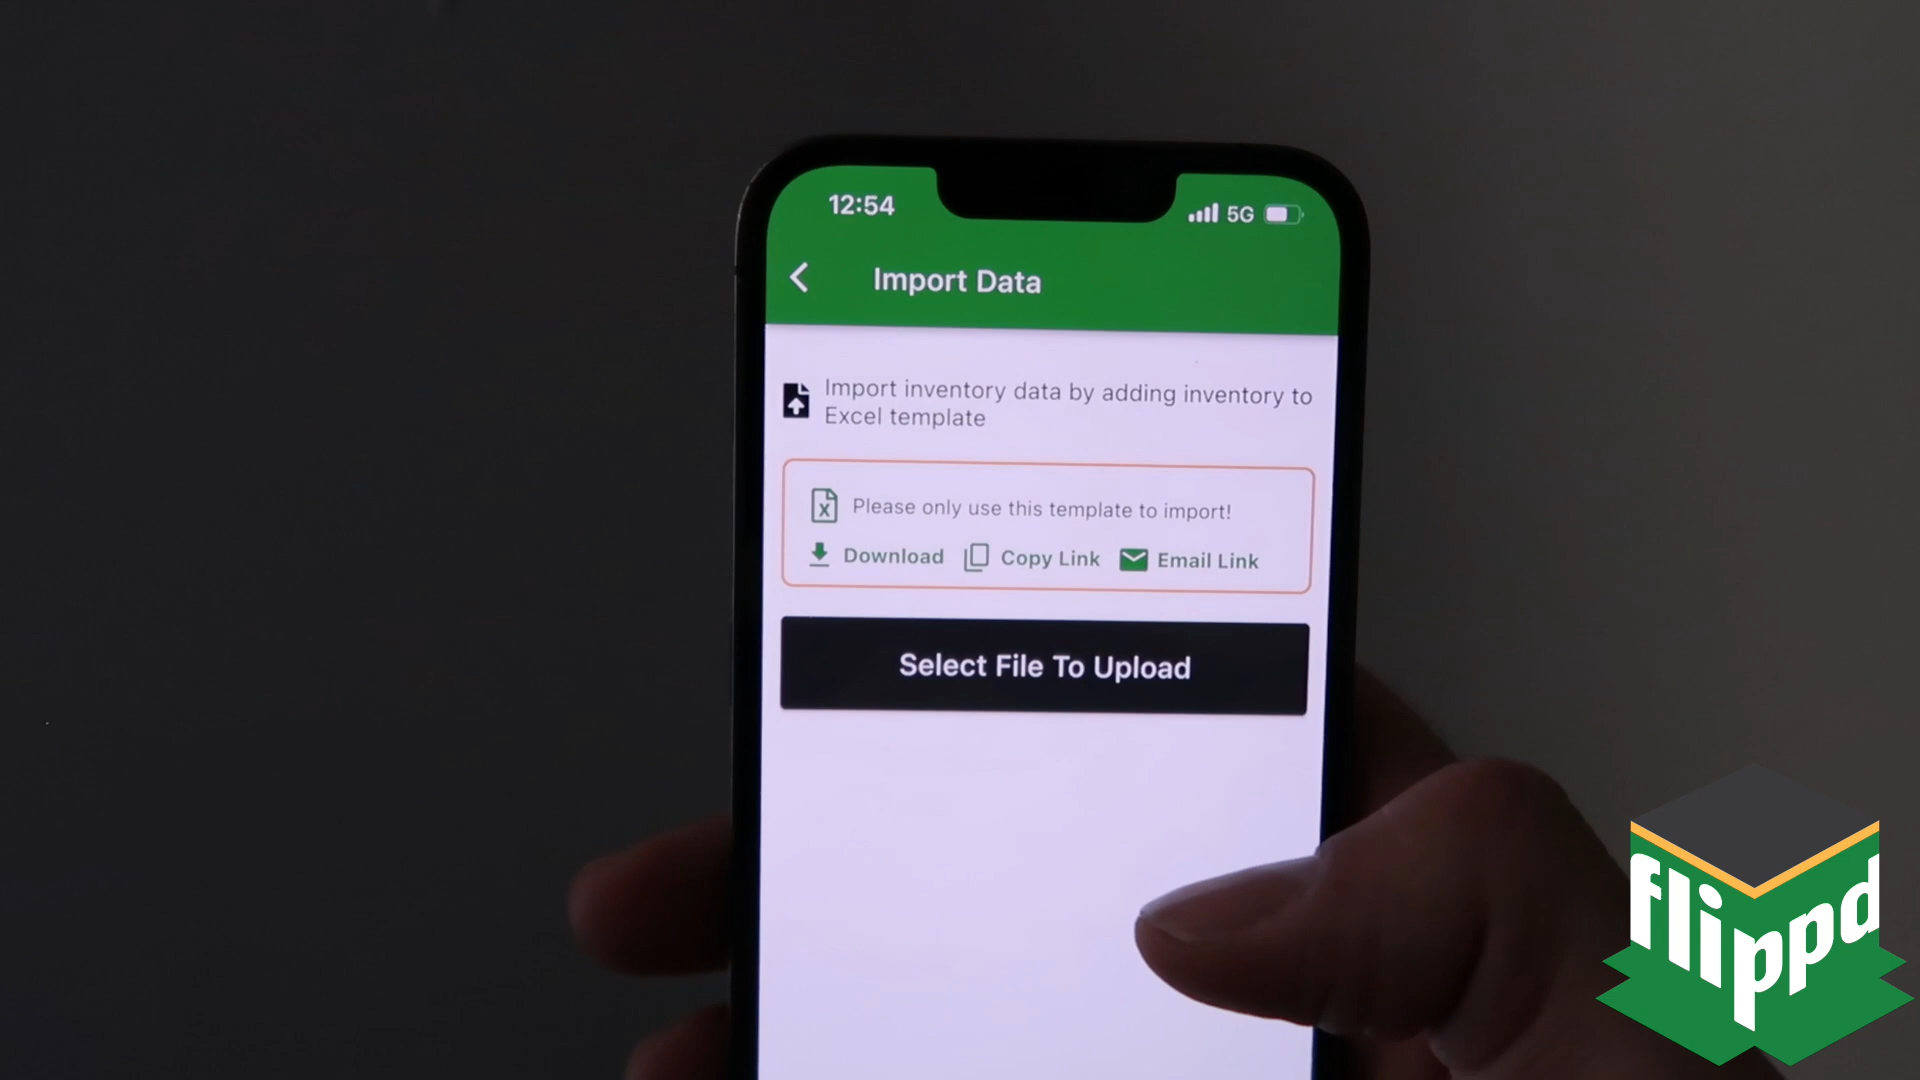 12:54
5G
Import Data
Import inventory data by adding inventory to
Excel template
Please only use this template to import!
Download Copy Link Email Link
Select File To Upload
flippd